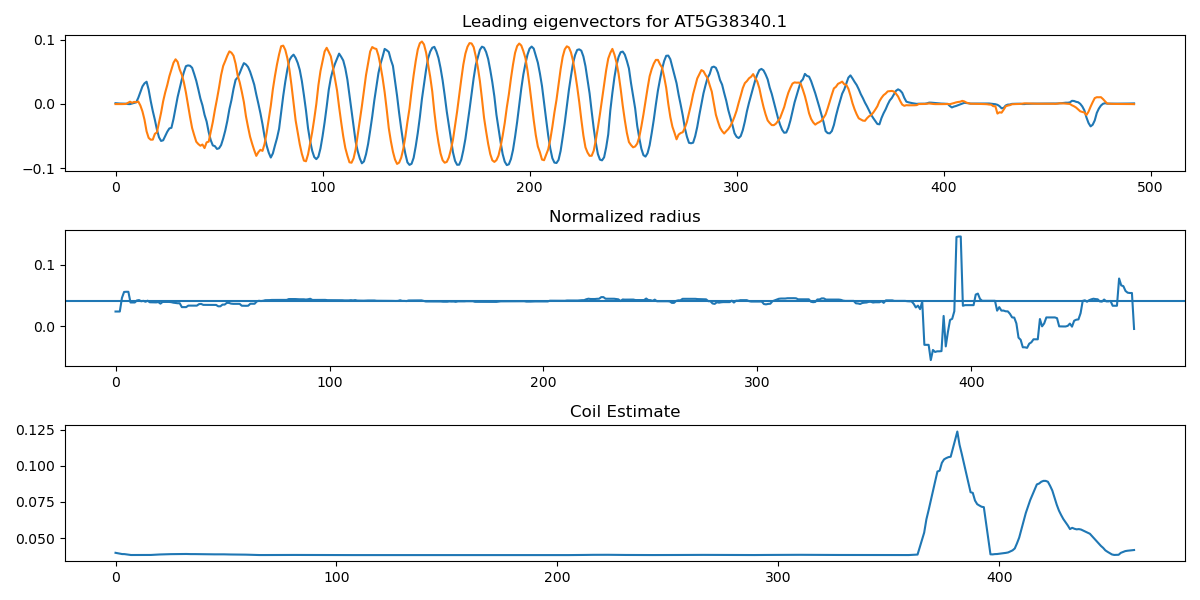 Leading eigenvectors for AT5G38340.1
0.1
0.0
−0.1
0 100 200 300 400 500
Normalized radius
0.1
0.0
0 100 200 300 400
Coil Estimate
0.125
0.100
0.075
0.050
0 100 200 300 400